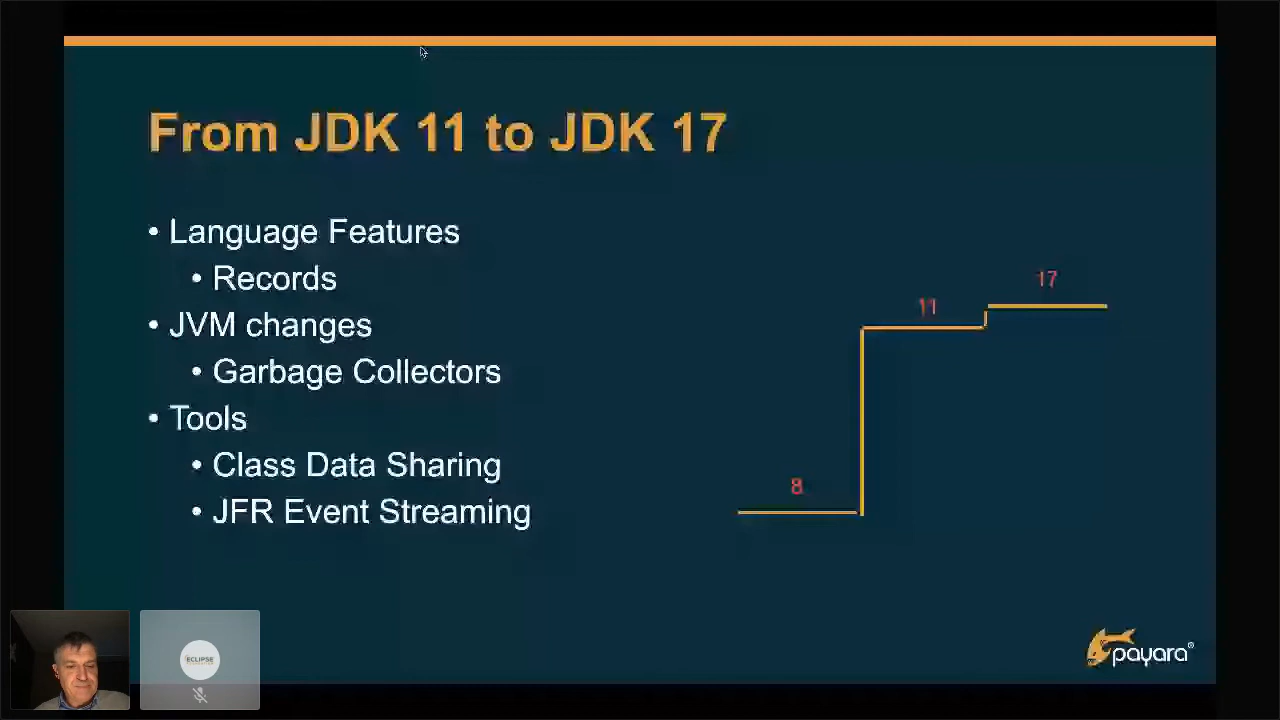 From JDK 11 to JDK 17
• Language Features
• Records
• JVM changes
• Garbage Collectors
• Tools
• Class Data Sharing
• JFR Event Streaming
8
11
17
ECLIPSE
payara®